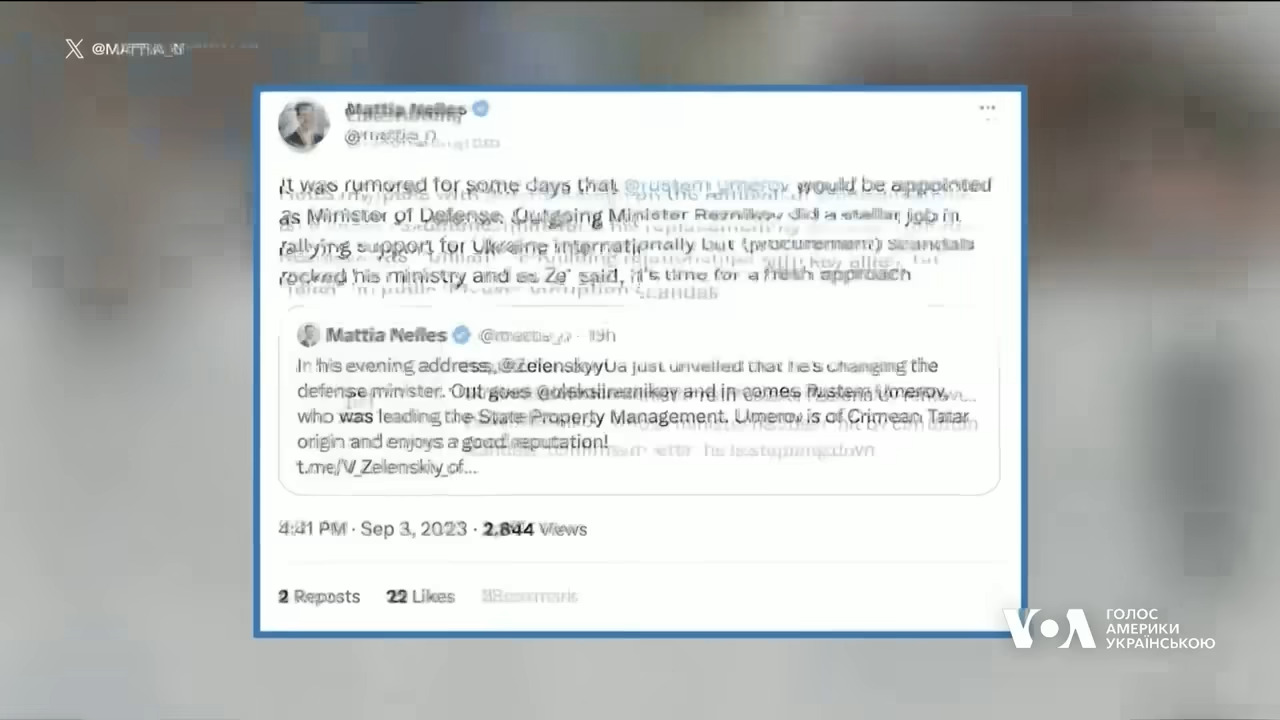 @MATTIA_N
Mattia Nelles
@mattia_n
It was rumored for some days that @rustem_umerov would be appointed
as Minister of Defense. Outgoing Minister Reznikov did a stellar job in
rallying support for Ukraine internationally but (procurement) scandals
rocked his ministry and as Ze' said, it's time for a fresh approach
Mattia Nelles @mattia_n · 19h
In his evening address, @ZelenskyyUa just unveiled that he's changing the
defense minister. Out goes @oleksiireznikov and in comes Rustem Umerov,
who was leading the State Property Management. Umerov is of Crimean Tatar
origin and enjoys a good reputation!
t.me/V_Zelenskiy_of...
4:41 PM · Sep 3, 2023 · 2,844 Views
2 Reposts 22 Likes
VOA
ГОЛОС
АМЕРИКИ
УКРАЇНСЬКОЮ